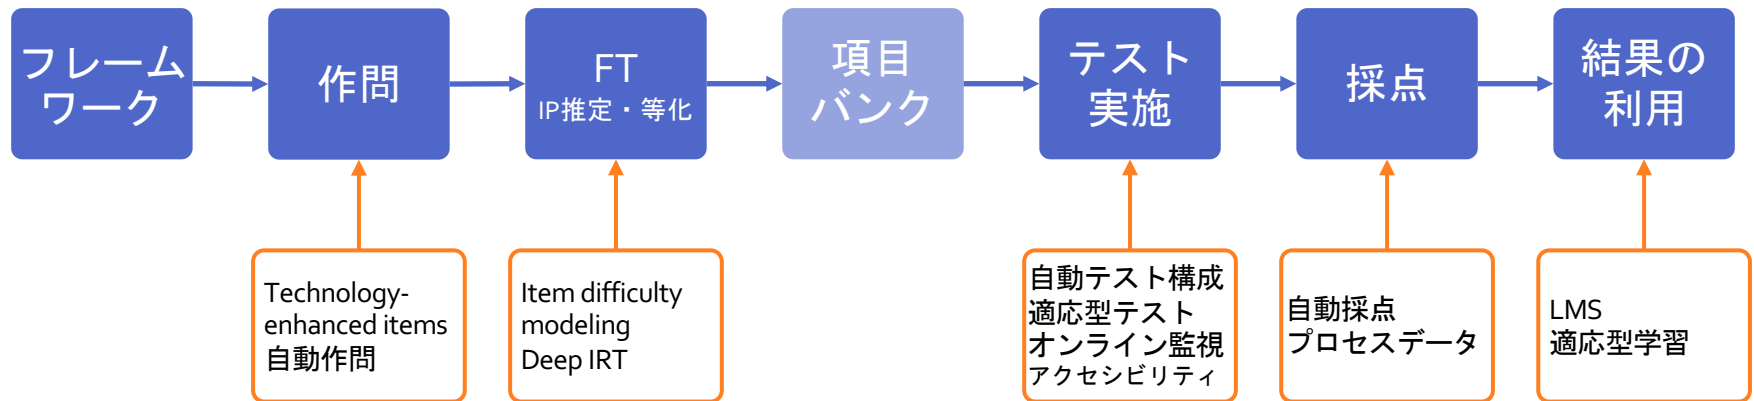 フレーム
ワーク
作問
FT
IP推定・等化
項目
バンク
テスト
実施
採点
結果の
利用
Technology-
enhanced items
自動作問
Item difficulty
modeling
Deep IRT
自動テスト構成
適応型テスト
オンライン監視
アクセシビリティ
自動採点
プロセスデータ
LMS
適応型学習